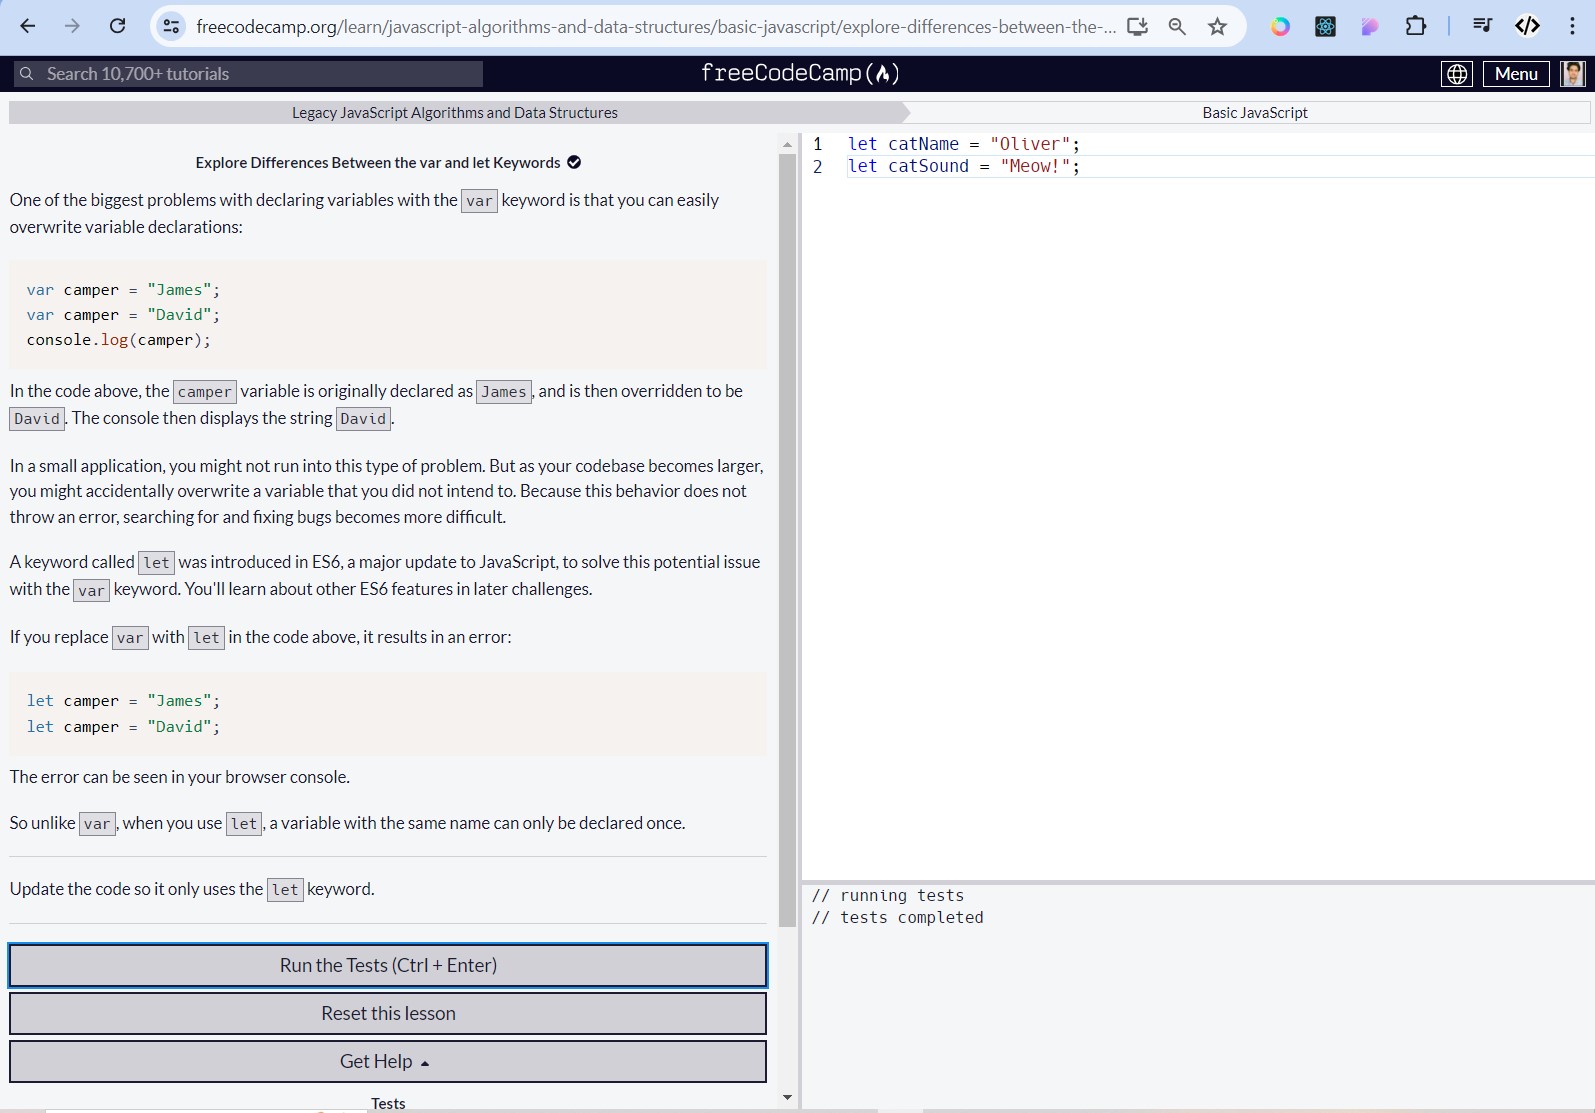 freecodecamp.org/learn/javascript-algorithms-and-data-structures/basic-javascript/explore-differences-between-the-...
Search 10,700+ tutorials
freeCodeCamp
Menu
Legacy JavaScript Algorithms and Data Structures
Basic JavaScript
Explore Differences Between the var and let Keywords
One of the biggest problems with declaring variables with the var keyword is that you can easily
overwrite variable declarations:
var camper = "James";
var camper = "David";
console.log(camper);
In the code above, the camper variable is originally declared as James, and is then overridden to be
David. The console then displays the string David.
In a small application, you might not run into this type of problem. But as your codebase becomes larger,
you might accidentally overwrite a variable that you did not intend to. Because this behavior does not
throw an error, searching for and fixing bugs becomes more difficult.
A keyword called let was introduced in ES6, a major update to JavaScript, to solve this potential issue
with the var keyword. You'll learn about other ES6 features in later challenges.
If you replace var with let in the code above, it results in an error:
let camper = "James";
let camper = "David";
The error can be seen in your browser console.
So unlike var, when you use let, a variable with the same name can only be declared once.
Update the code so it only uses the let keyword.
Run the Tests (Ctrl + Enter)
Reset this lesson
Get Help
Tests
1 let catName = "Oliver";
2 let catSound = "Meow!";
// running tests
// tests completed